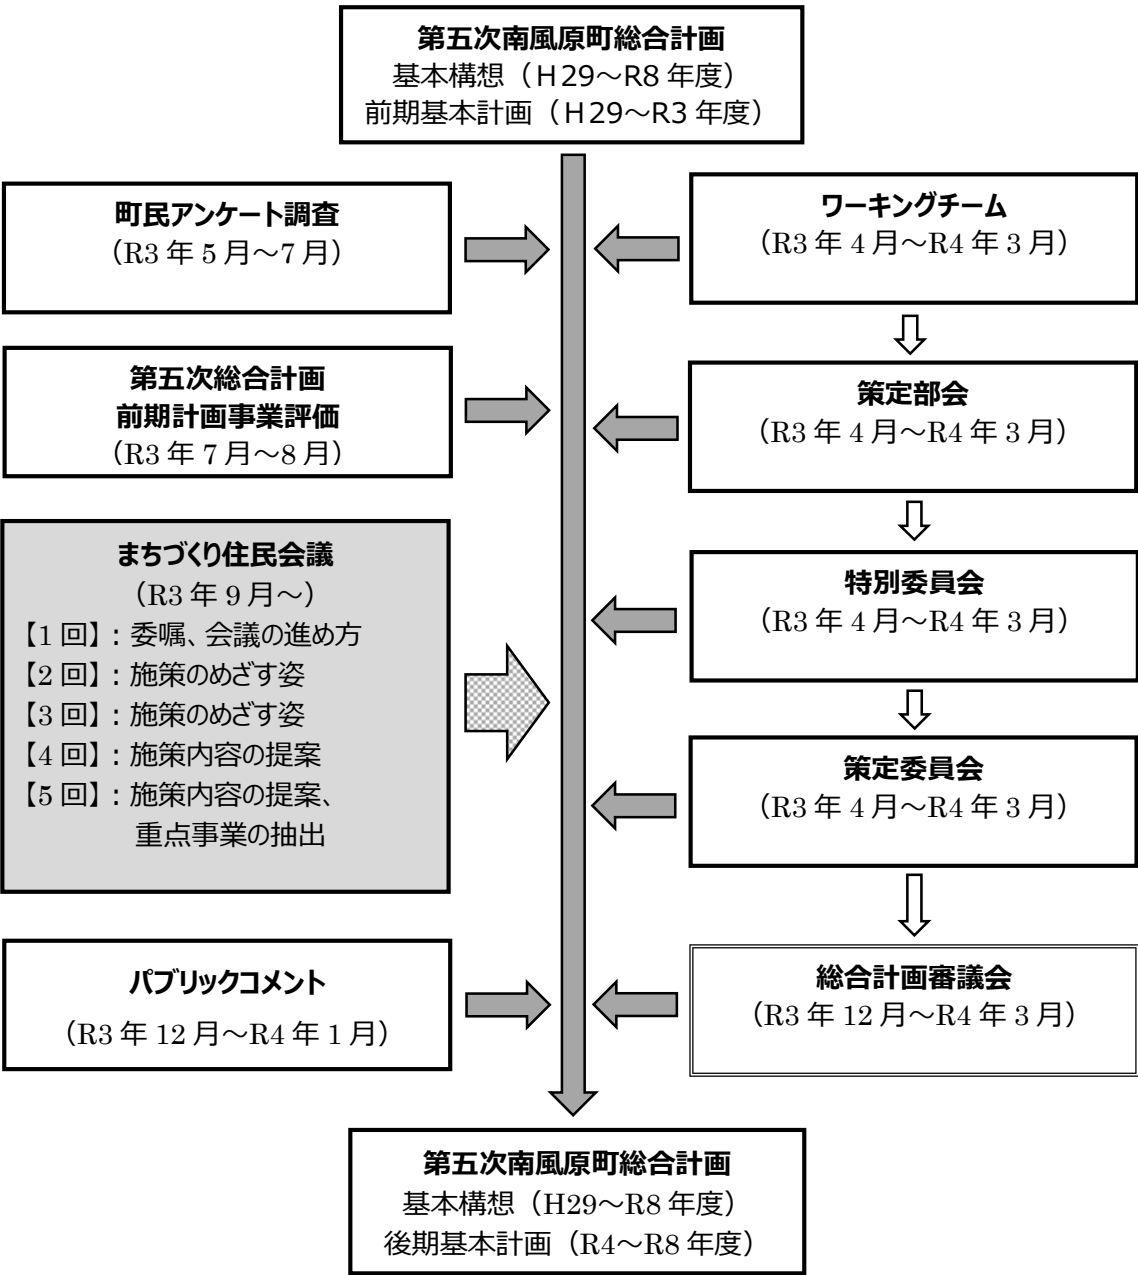 第五次南風原町総合計画
基本構想（Ｈ29～R8 年度）
前期基本計画（Ｈ29～R3 年度）
町民アンケート調査
（R3 年 5 月～7 月）
第五次総合計画
前期計画事業評価
（R3 年 7 月～8 月）
まちづくり住民会議
（R3 年 9 月～）
【1 回】：委嘱、会議の進め方
【2 回】：施策のめざす姿
【3 回】：施策のめざす姿
【4 回】：施策内容の提案
【5 回】：施策内容の提案、
重点事業の抽出
パブリックコメント
（R3 年 12 月～R4 年 1 月）
ワーキングチーム
（R3 年 4 月～R4 年 3 月）
策定部会
（R3 年 4 月～R4 年 3 月）
特別委員会
（R3 年 4 月～R4 年 3 月）
策定委員会
（R3 年 4 月～R4 年 3 月）
総合計画審議会
（R3 年 12 月～R4 年 3 月）
第五次南風原町総合計画
基本構想（H29～R8 年度）
後期基本計画（R4～R8 年度）